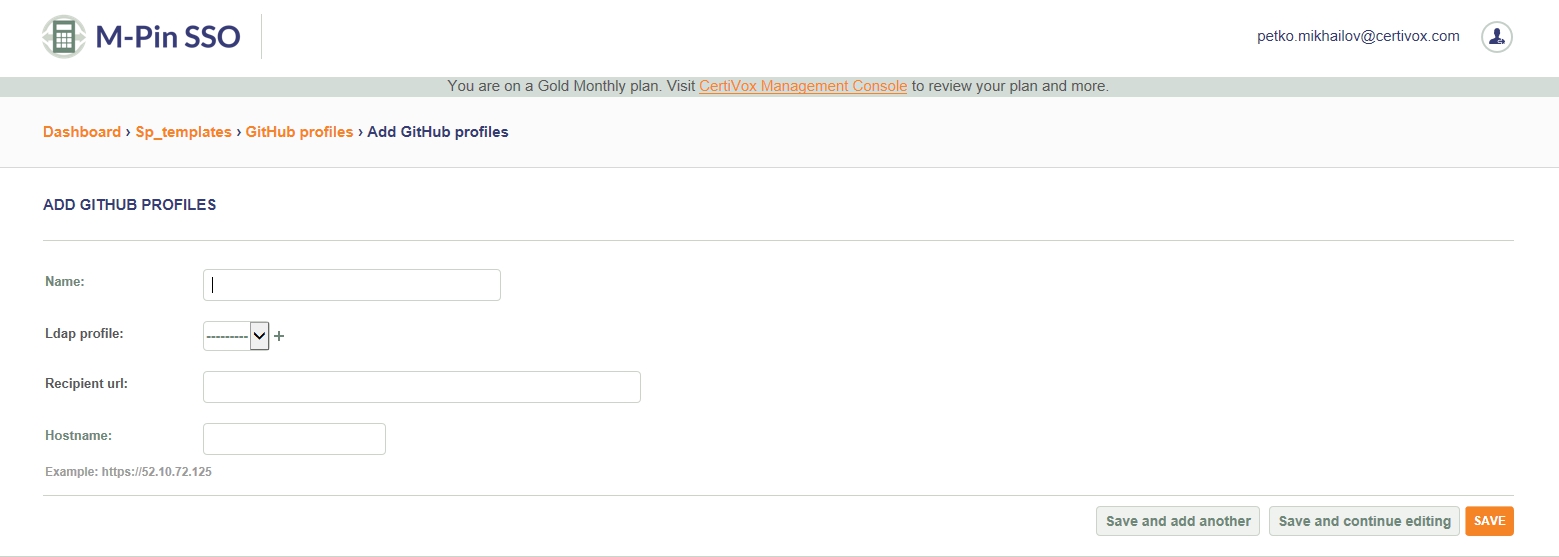 M-Pin SSO
petko.mikhailov@certivox.com
You are on a Gold Monthly plan. Visit CertiVox Management Console to review your plan and more.
Dashboard › Sp_templates › GitHub profiles › Add GitHub profiles
ADD GITHUB PROFILES
Name:
Ldap profile: --------- +
Recipient url:
Hostname:
Example: https://52.10.72.125
Save and add another Save and continue editing SAVE